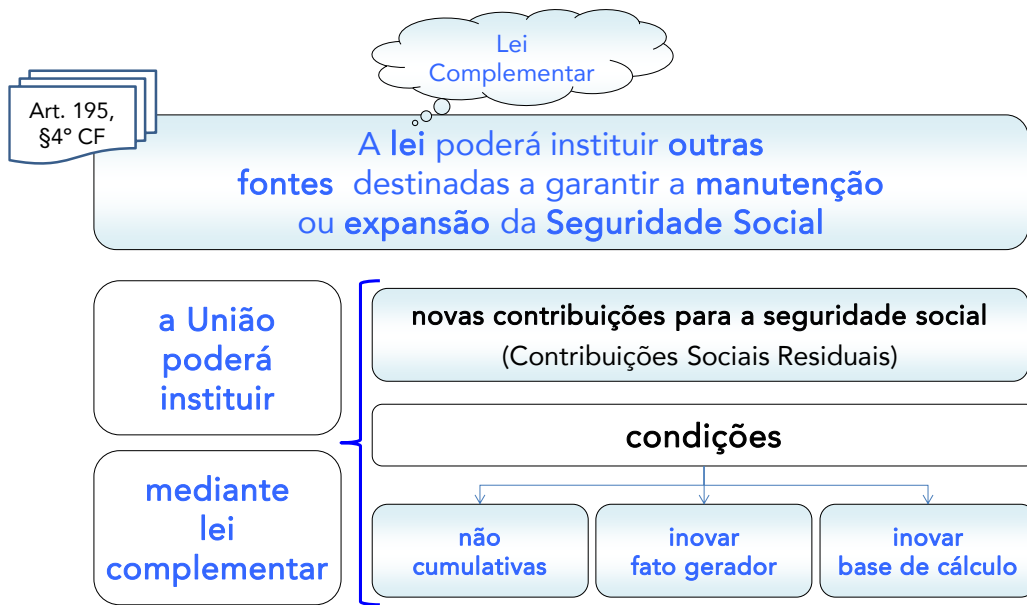 Lei
Complementar
Art. 195,
§4º CF
A lei poderá instituir outras
fontes destinadas a garantir a manutenção
ou expansão da Seguridade Social
a União
poderá
instituir
mediante
lei
complementar
novas contribuições para a seguridade social
(Contribuições Sociais Residuais)
condições
não
cumulativas
inovar
fato gerador
inovar
base de cálculo